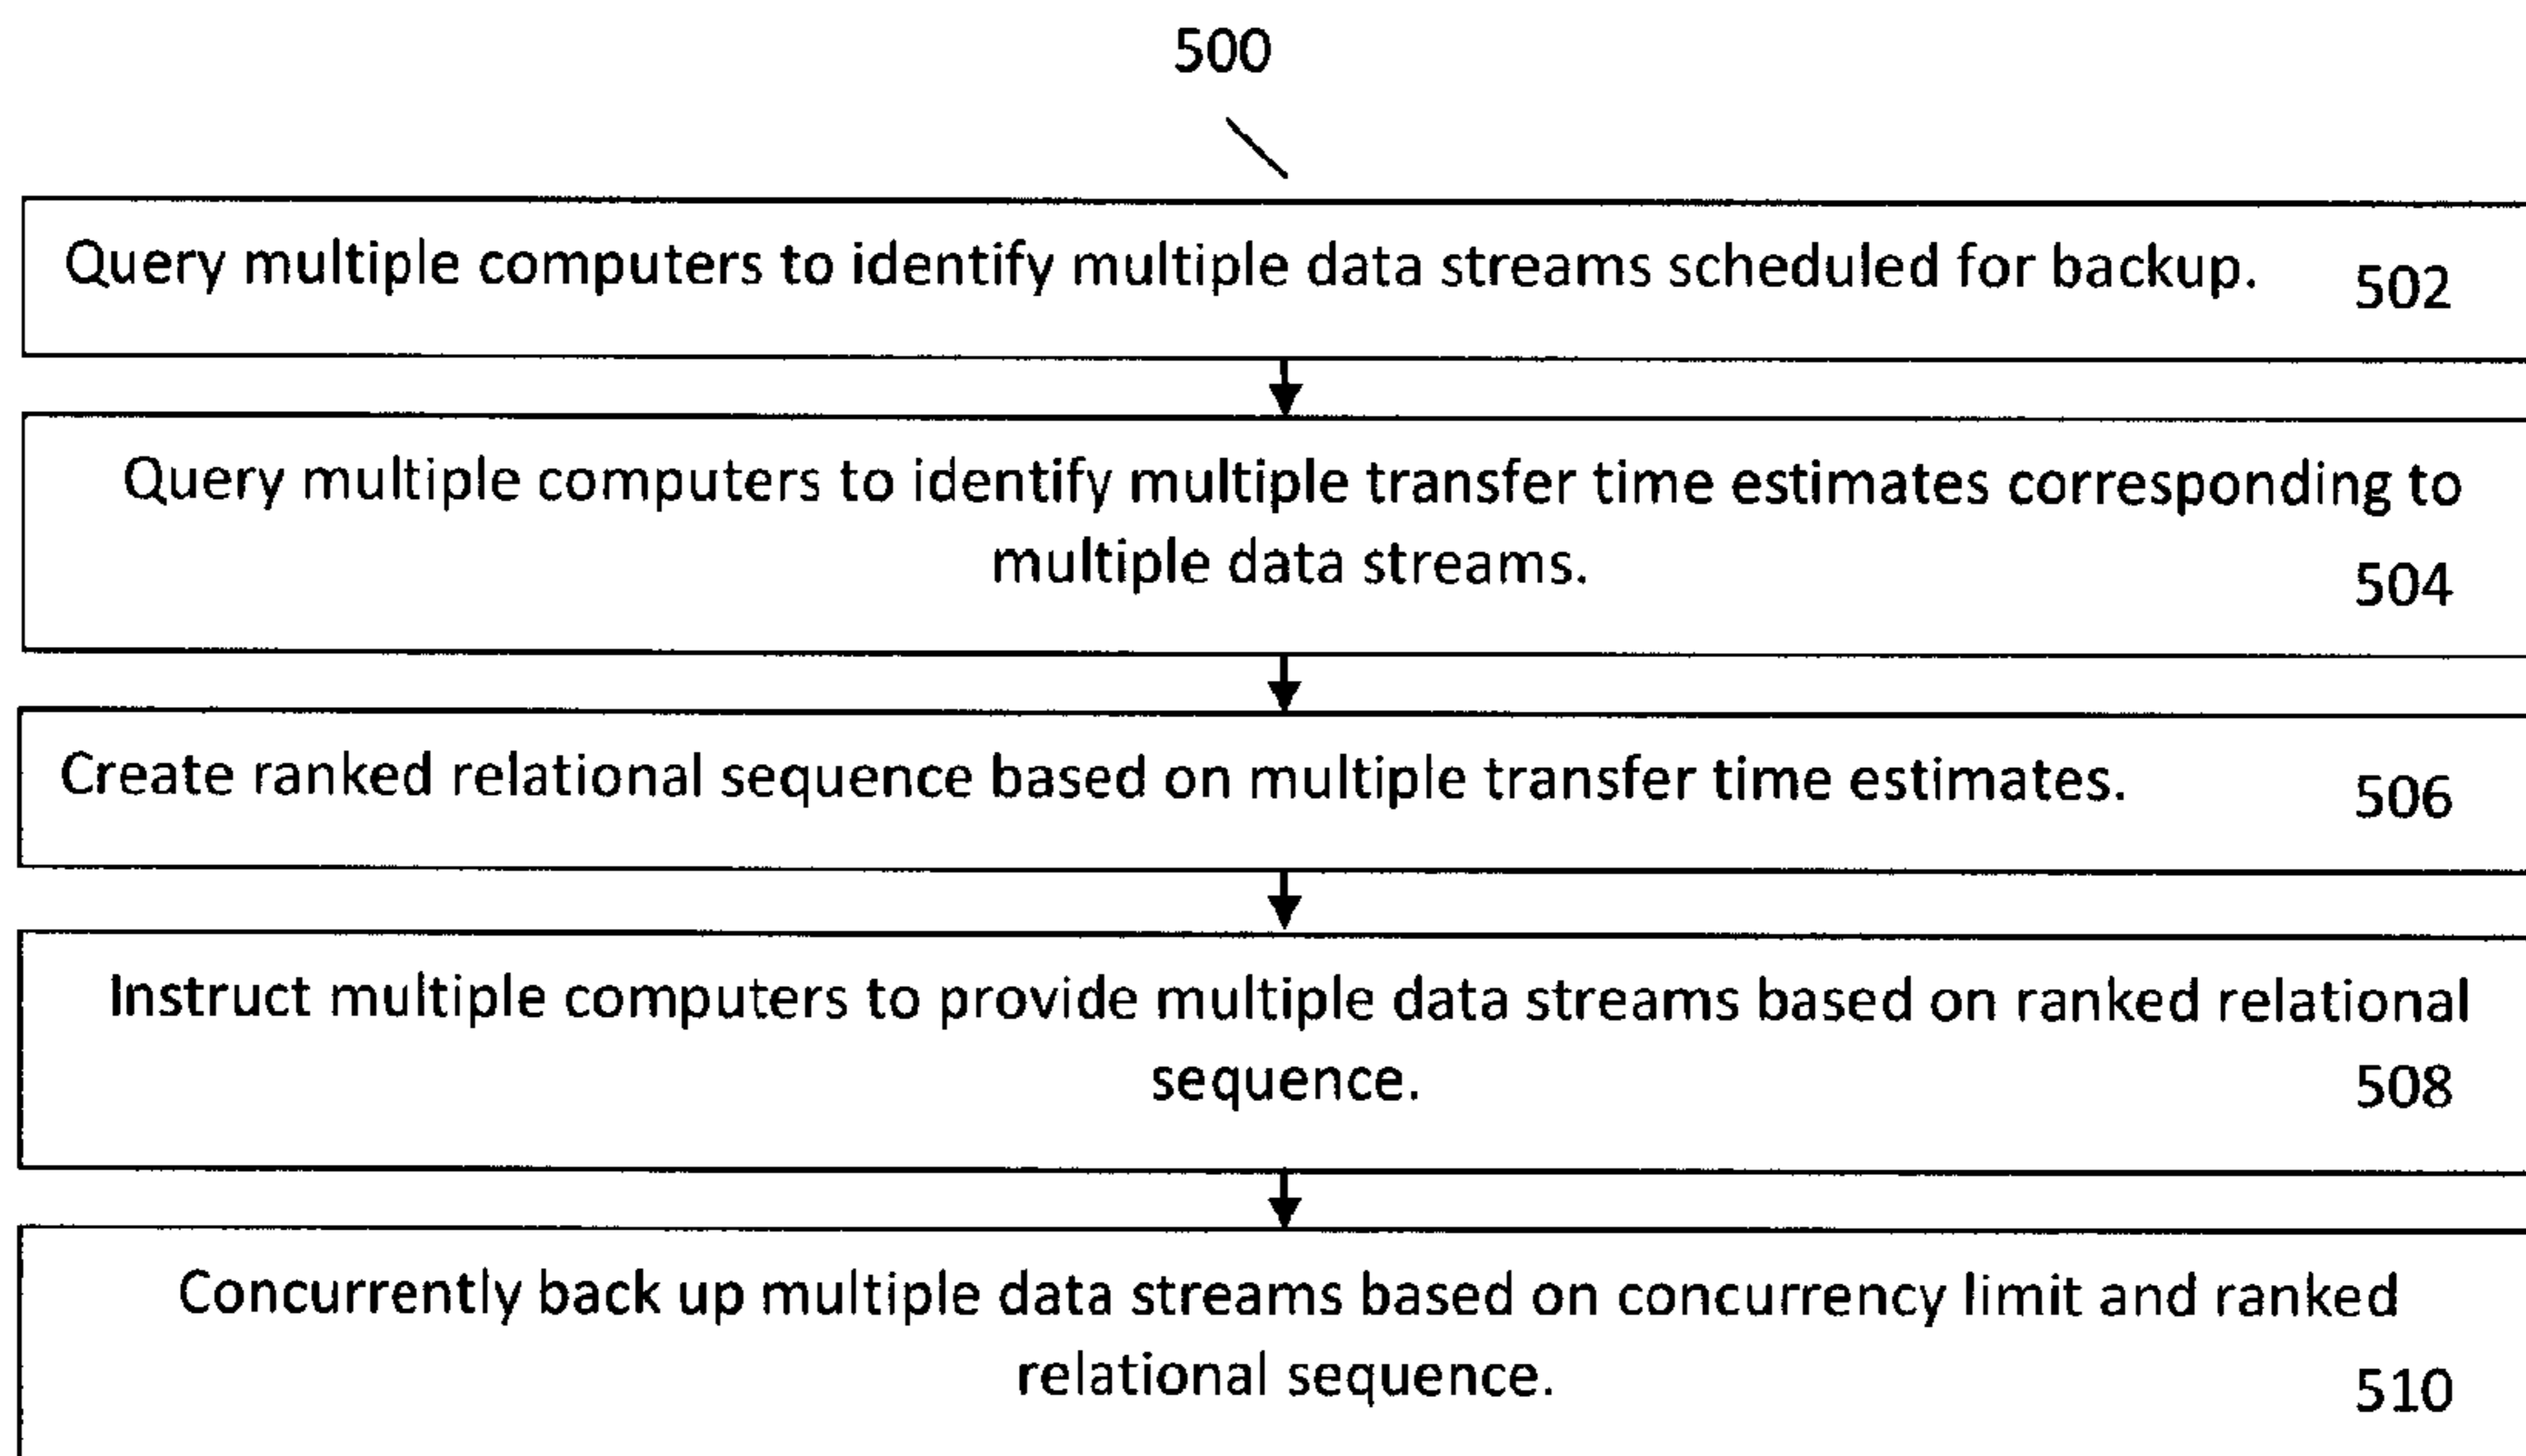 500
Query multiple computers to identify multiple data streams scheduled for backup. 502
Query multiple computers to identify multiple transfer time estimates corresponding to
multiple data streams.
504
Create ranked relational sequence based on multiple transfer time estimates. 506
Instruct multiple computers to provide multiple data streams based on ranked relational
sequence.
508
Concurrently back up multiple data streams based on concurrency limit and ranked
relational sequence.
510